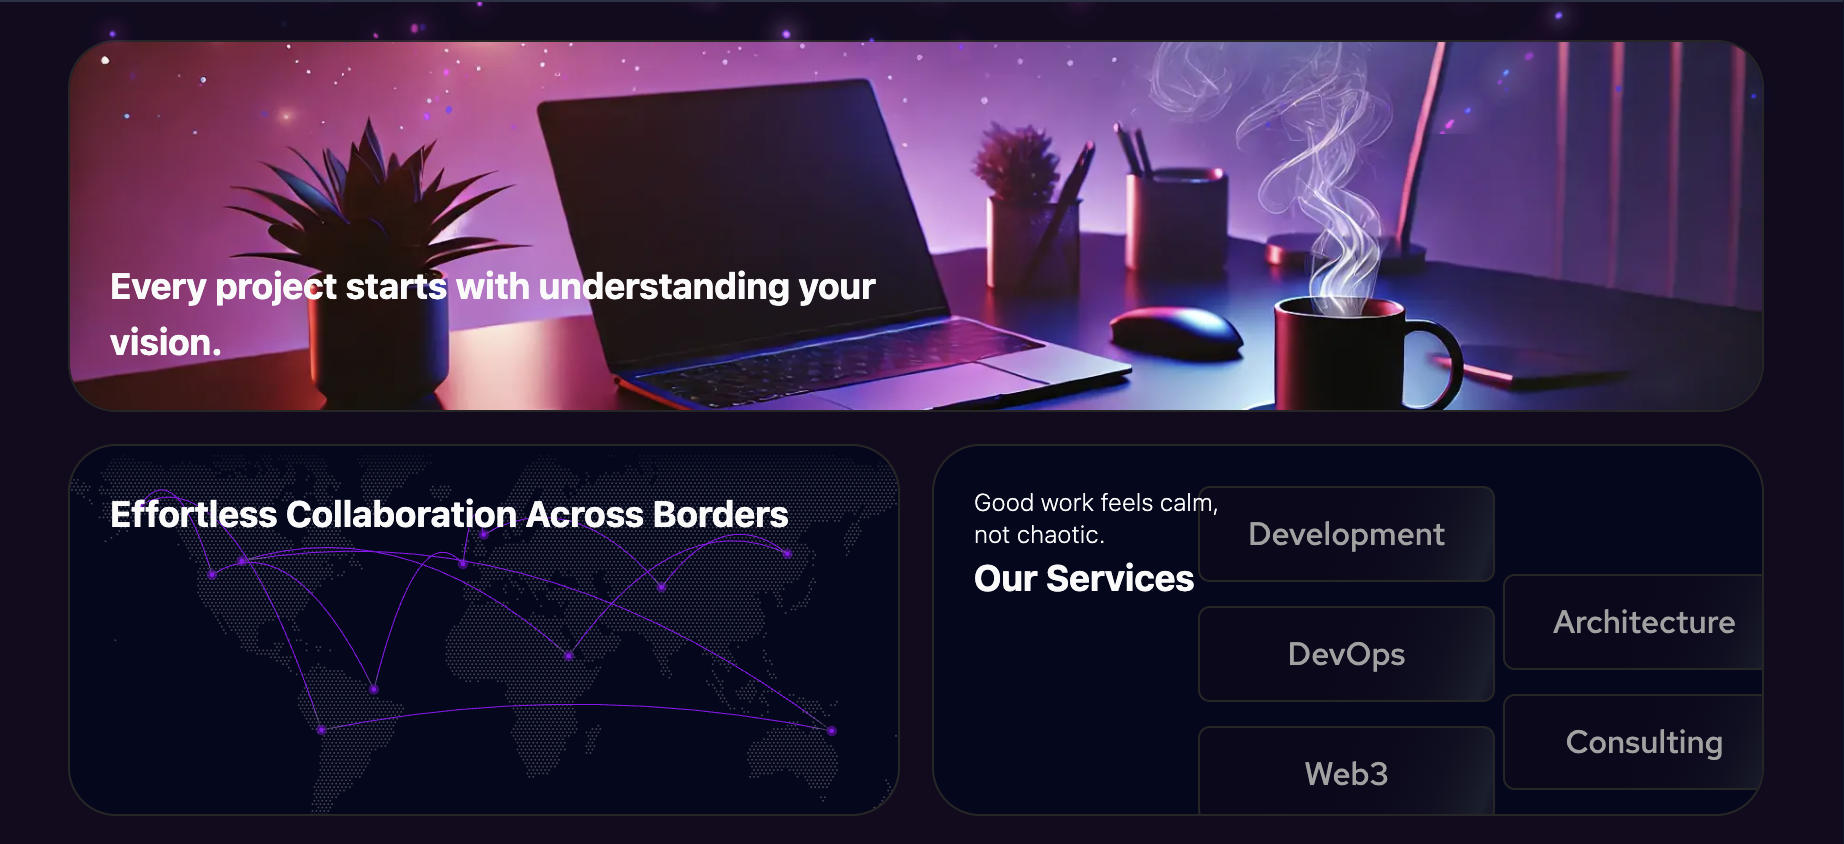 Every project starts with understanding your
vision.
Effortless Collaboration Across Borders
Good work feels calm,
not chaotic.
Our Services
Development
DevOps
Web3
Architecture
Consulting